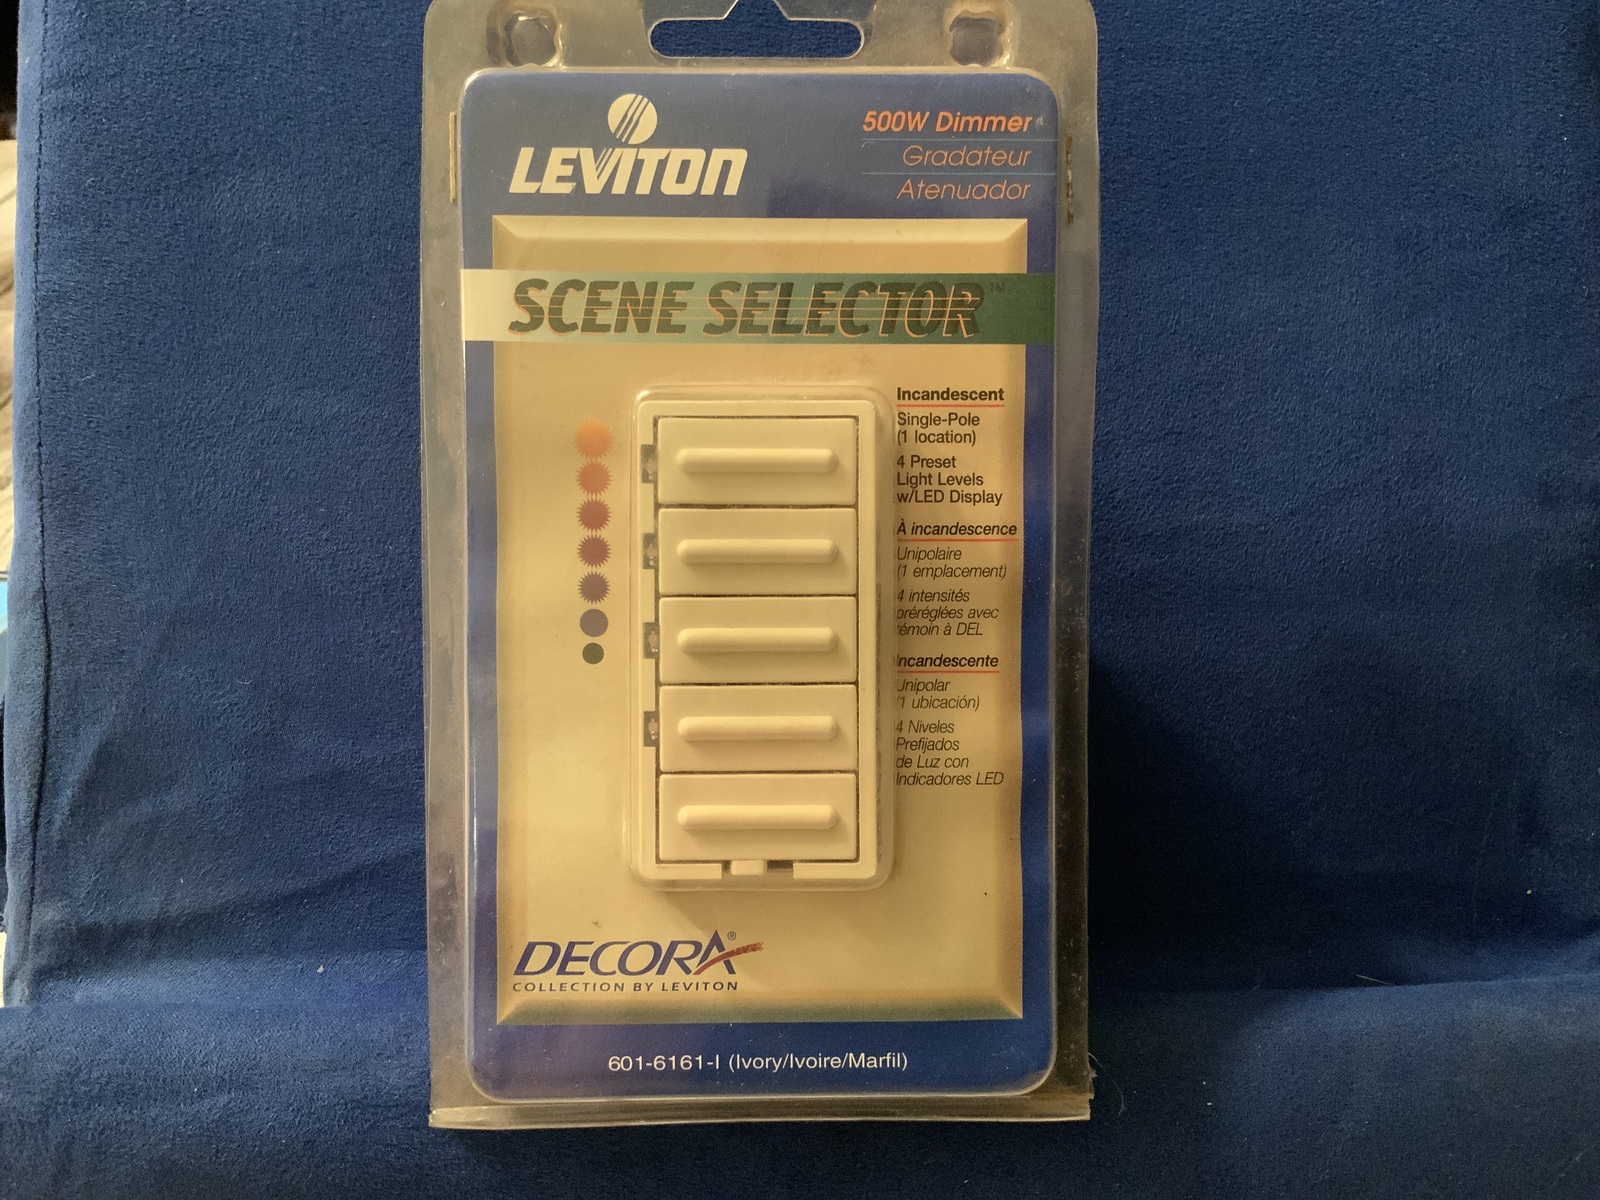 LEVITON
500W Dimmer
Gradateur
Atenuador
SCENE SELECTOR™
Incandescent
Single-Pole
(1 location)
4 Preset
Light Levels
w/LED Display
À incandescence
Unipolaire
(1 emplacement)
4 intensités
préréglées avec
témoin à DEL
Incandescente
Unipolar
(1 ubicación)
4 Niveles
Prefijados
de Luz con
Indicadores LED
DECORA®
COLLECTION BY LEVITON
601-6161-I (Ivory/Ivoire/Marfil)